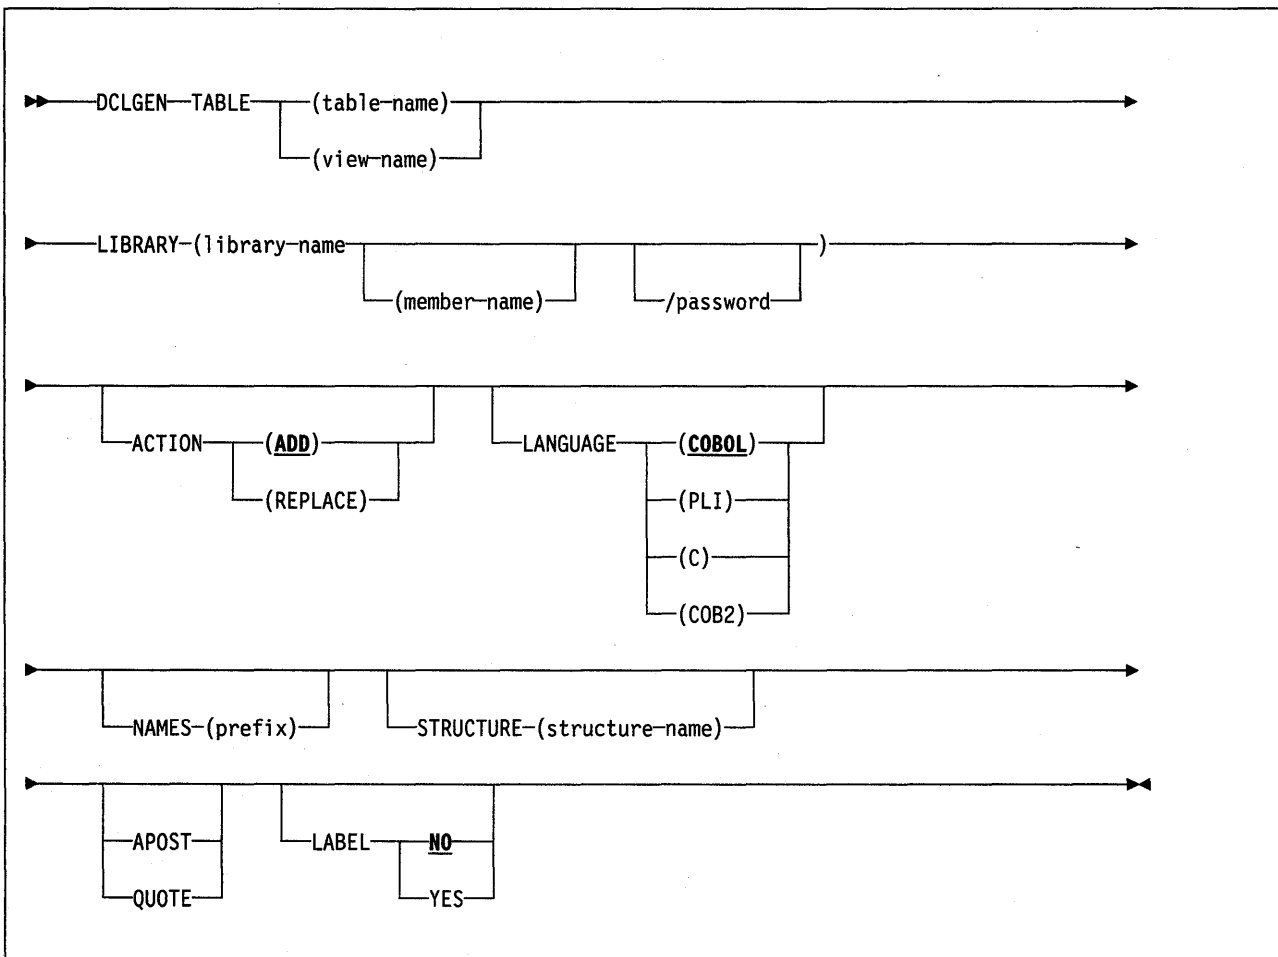 DCLGEN TABLE (table-name)
(view-name)
LIBRARY (library-name )
(member-name) /password
ACTION (ADD) LANGUAGE (COBOL)
(REPLACE) (PLI)
(C)
(COB2)
NAMES (prefix) STRUCTURE (structure-name)
APOST LABEL NO
QUOTE YES